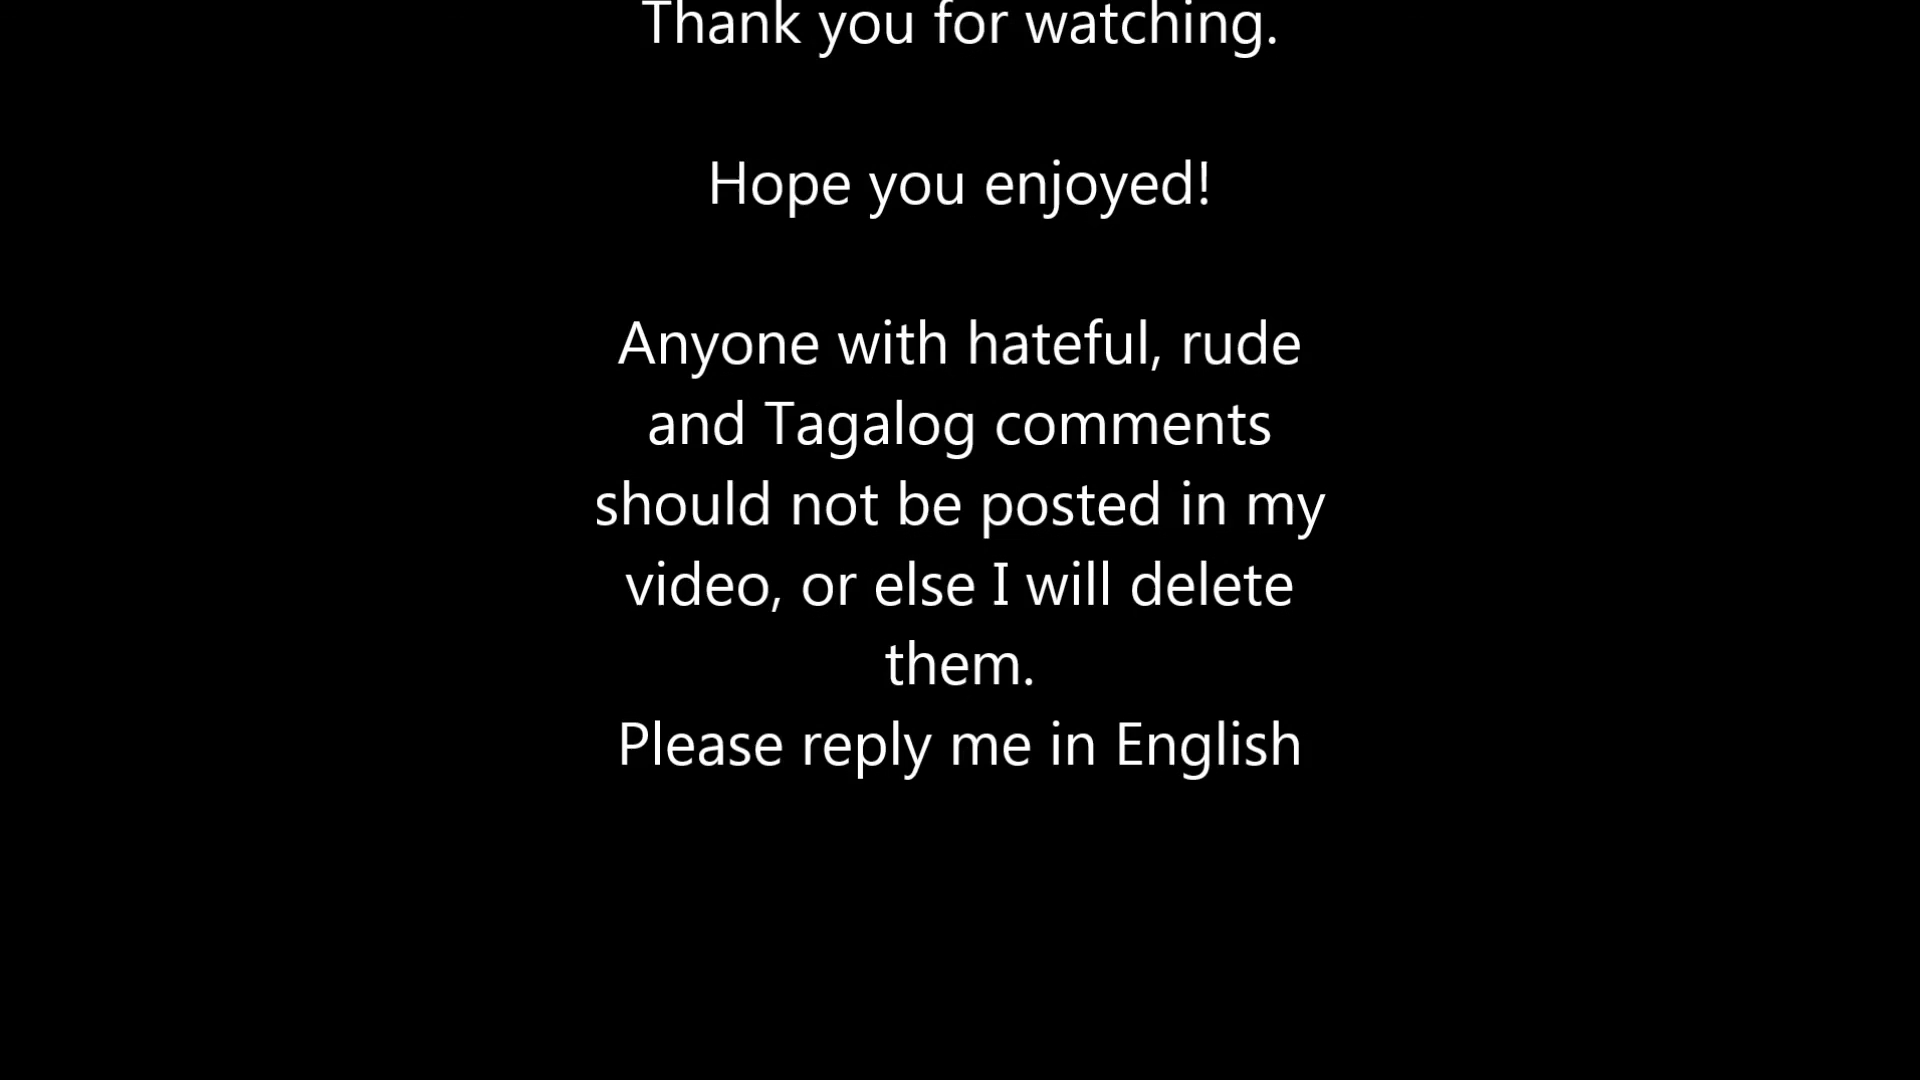 Thank you for watching.
Hope you enjoyed!
Anyone with hateful, rude
and Tagalog comments
should not be posted in my
video, or else I will delete
them.
Please reply me in English